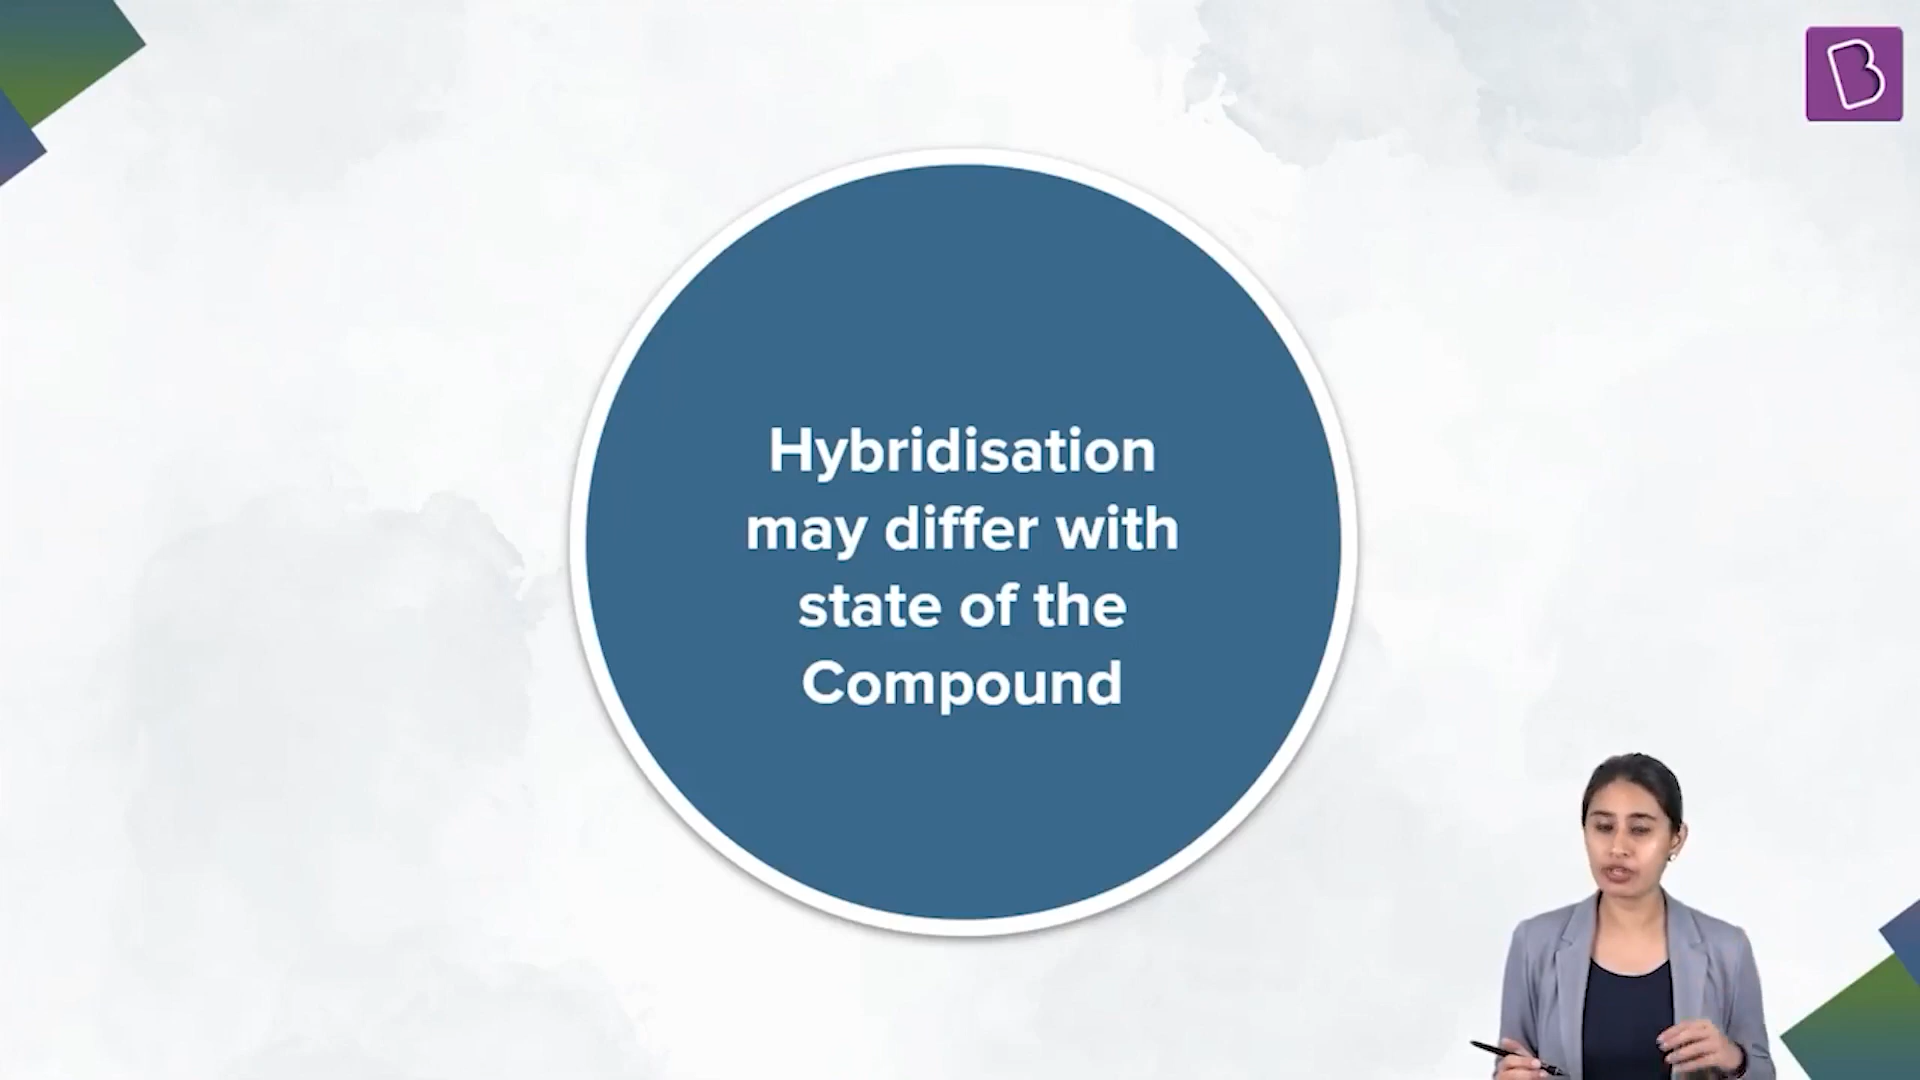 Hybridisation
may differ with
state of the
Compound